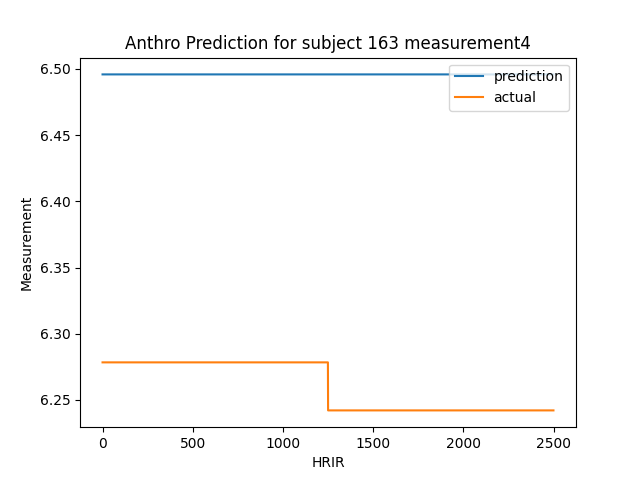 Anthro Prediction for subject 163 measurement4
prediction
actual
6.50
6.45
6.40
6.35
6.30
6.25
Measurement
0 500 1000 1500 2000 2500
HRIR